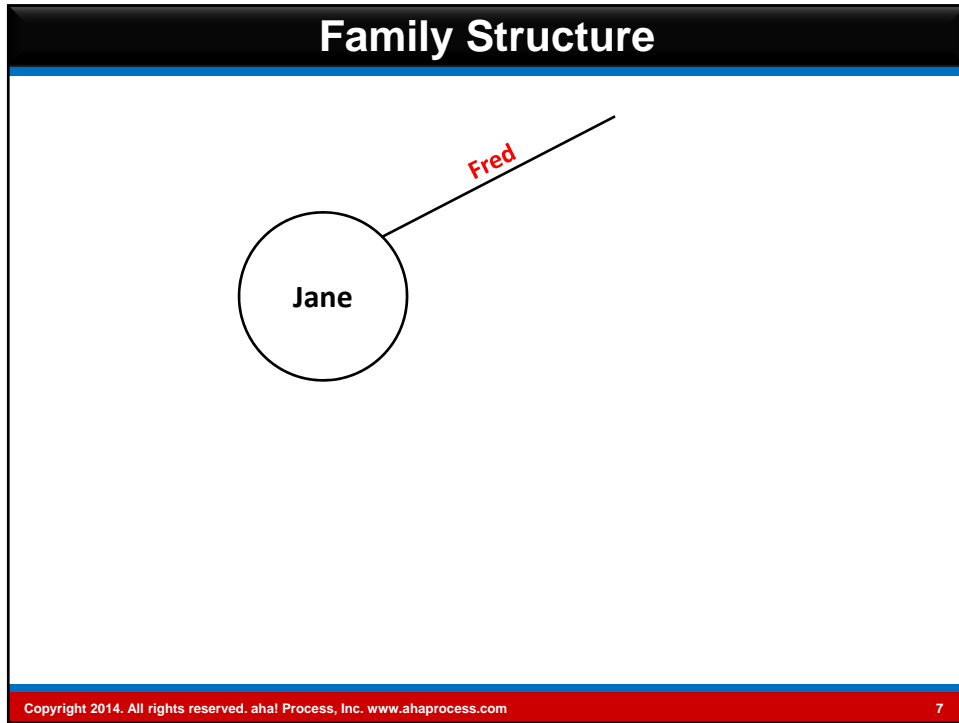 Family Structure
Fred
Jane
Copyright 2014. All rights reserved. aha! Process, Inc. www.ahaprocess.com 7